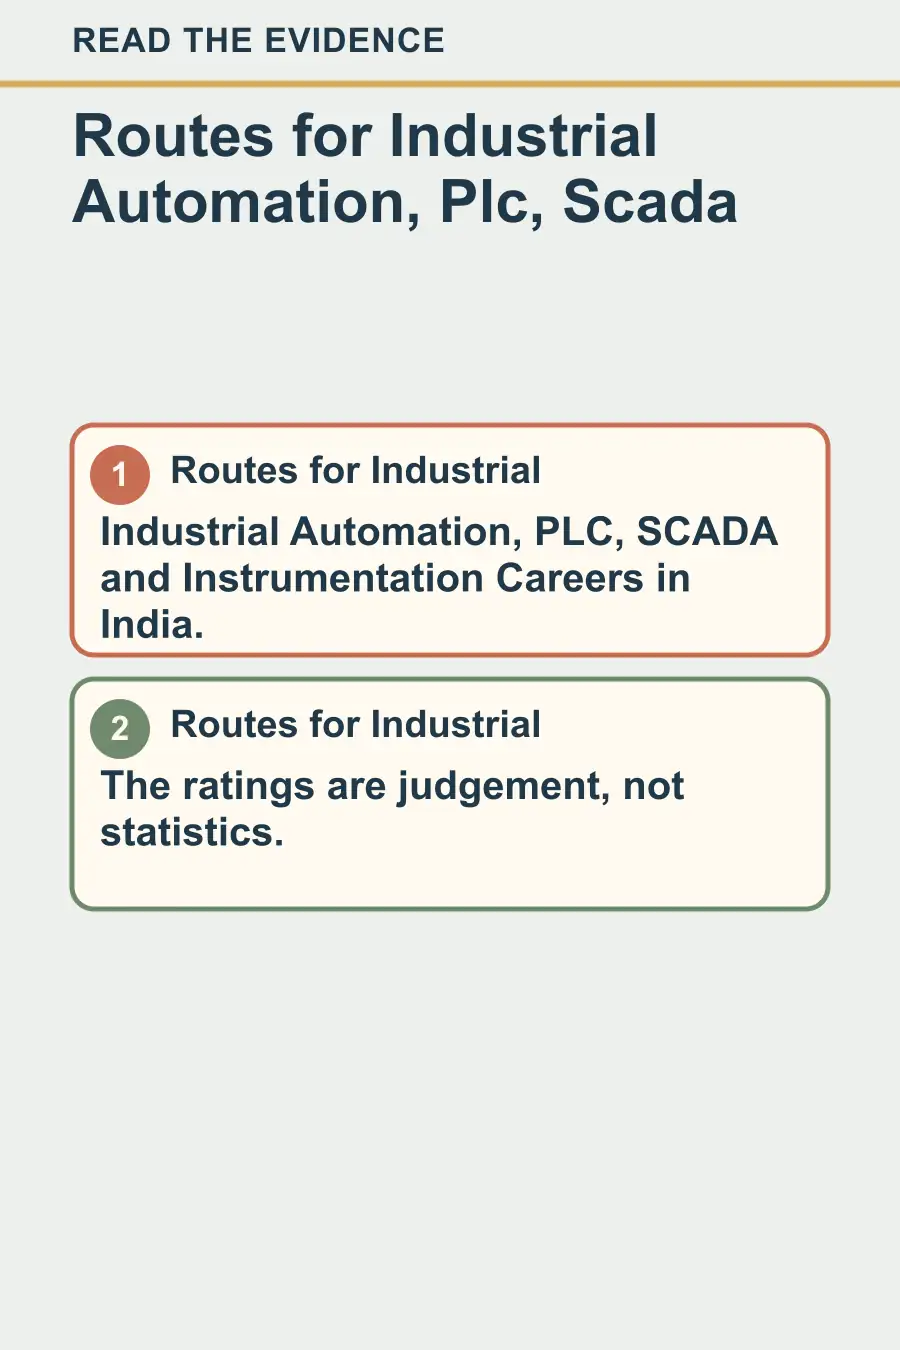 READ THE EVIDENCE
Routes for Industrial
Automation, Plc, Scada
1 Routes for Industrial
Industrial Automation, PLC, SCADA
and Instrumentation Careers in
India.
2 Routes for Industrial
The ratings are judgement, not
statistics.